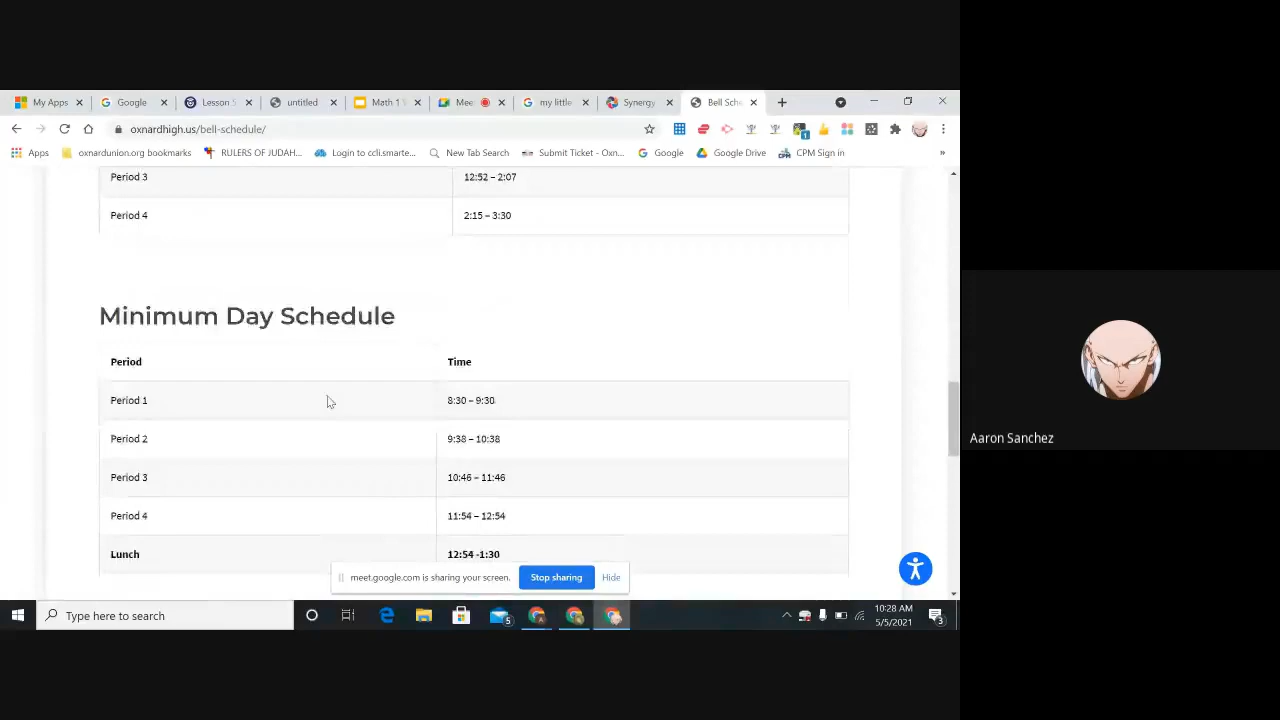 My Apps
Google
Lesson
untitled
Math 1
Mee
my little
Synergy
Bell Sch
oxnardhigh.us/bell-schedule/
1
Apps
oxnardunion.org bookmarks
RULERS OF JUDAH...
Login to ccli.smarte...
New Tab Search
Submit Ticket - Oxn...
Google
Google Drive
CPM
CPM Sign in
»
Period 3 12:52 – 2:07
Period 4 2:15 – 3:30
Minimum Day Schedule
Period Time
Period 1 8:30 – 9:30
Period 2 9:38 – 10:38
Period 3 10:46 – 11:46
Period 4 11:54 – 12:54
Lunch 12:54 -1:30
meet.google.com is sharing your screen. Stop sharing Hide
Aaron Sanchez
Type here to search
5
10:28 AM
5/5/2021
3